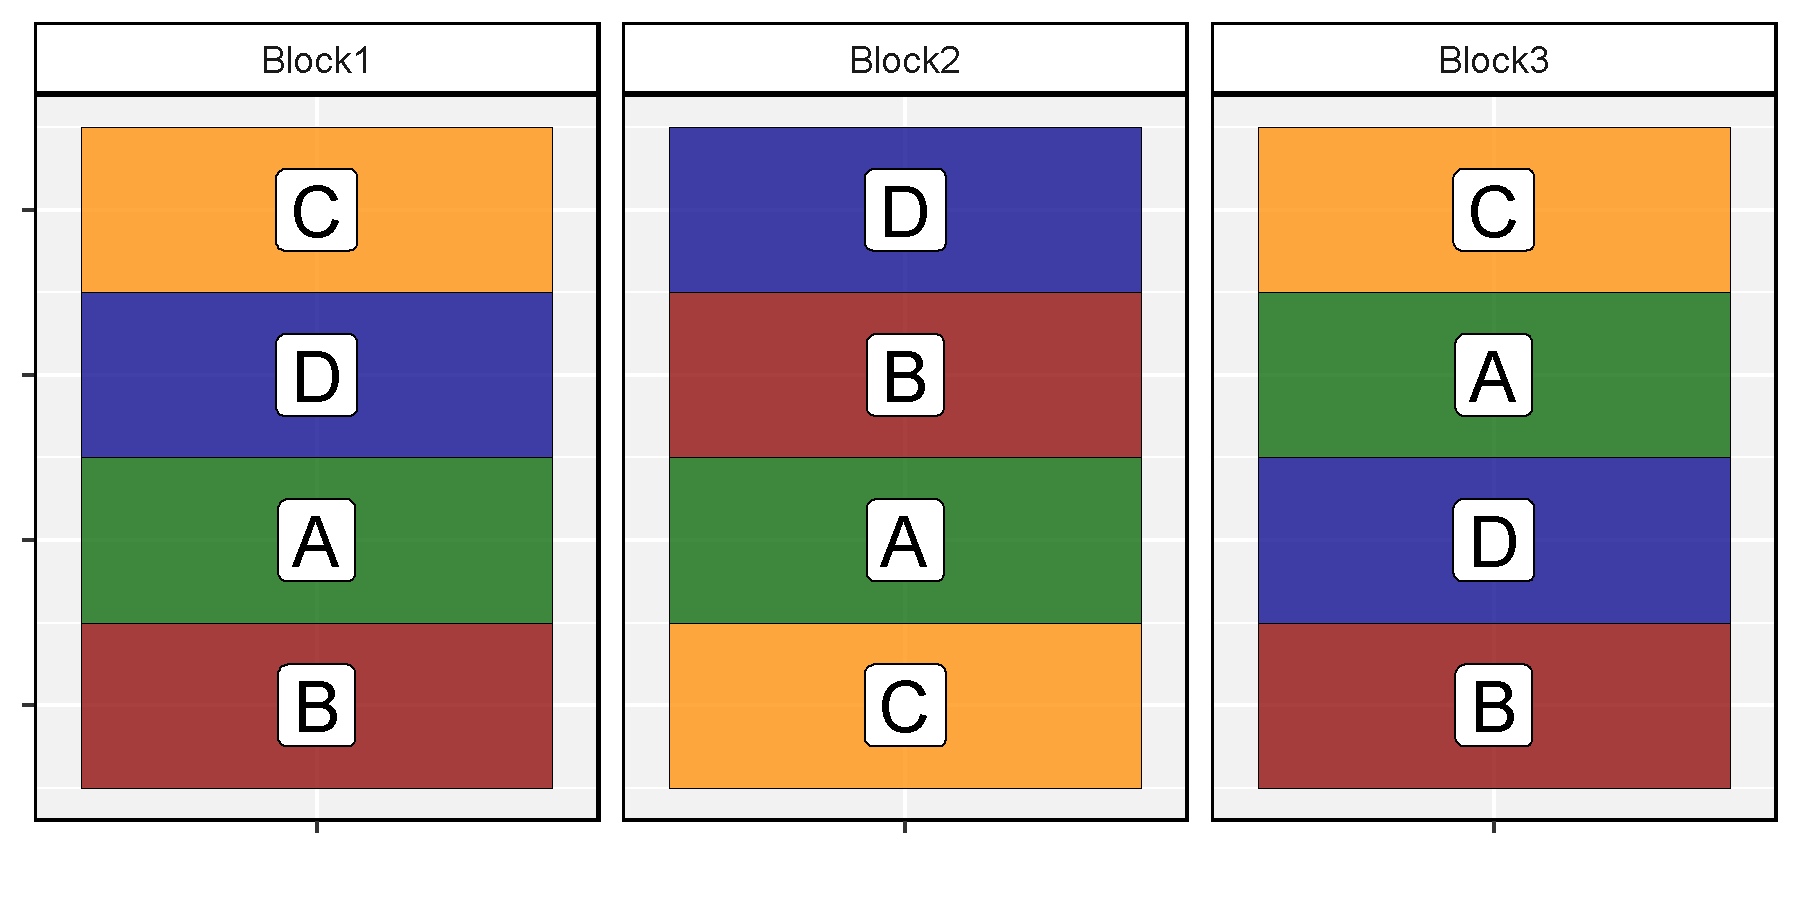 Block1 Block2 Block3
C D C
D B A
A A D
B C B